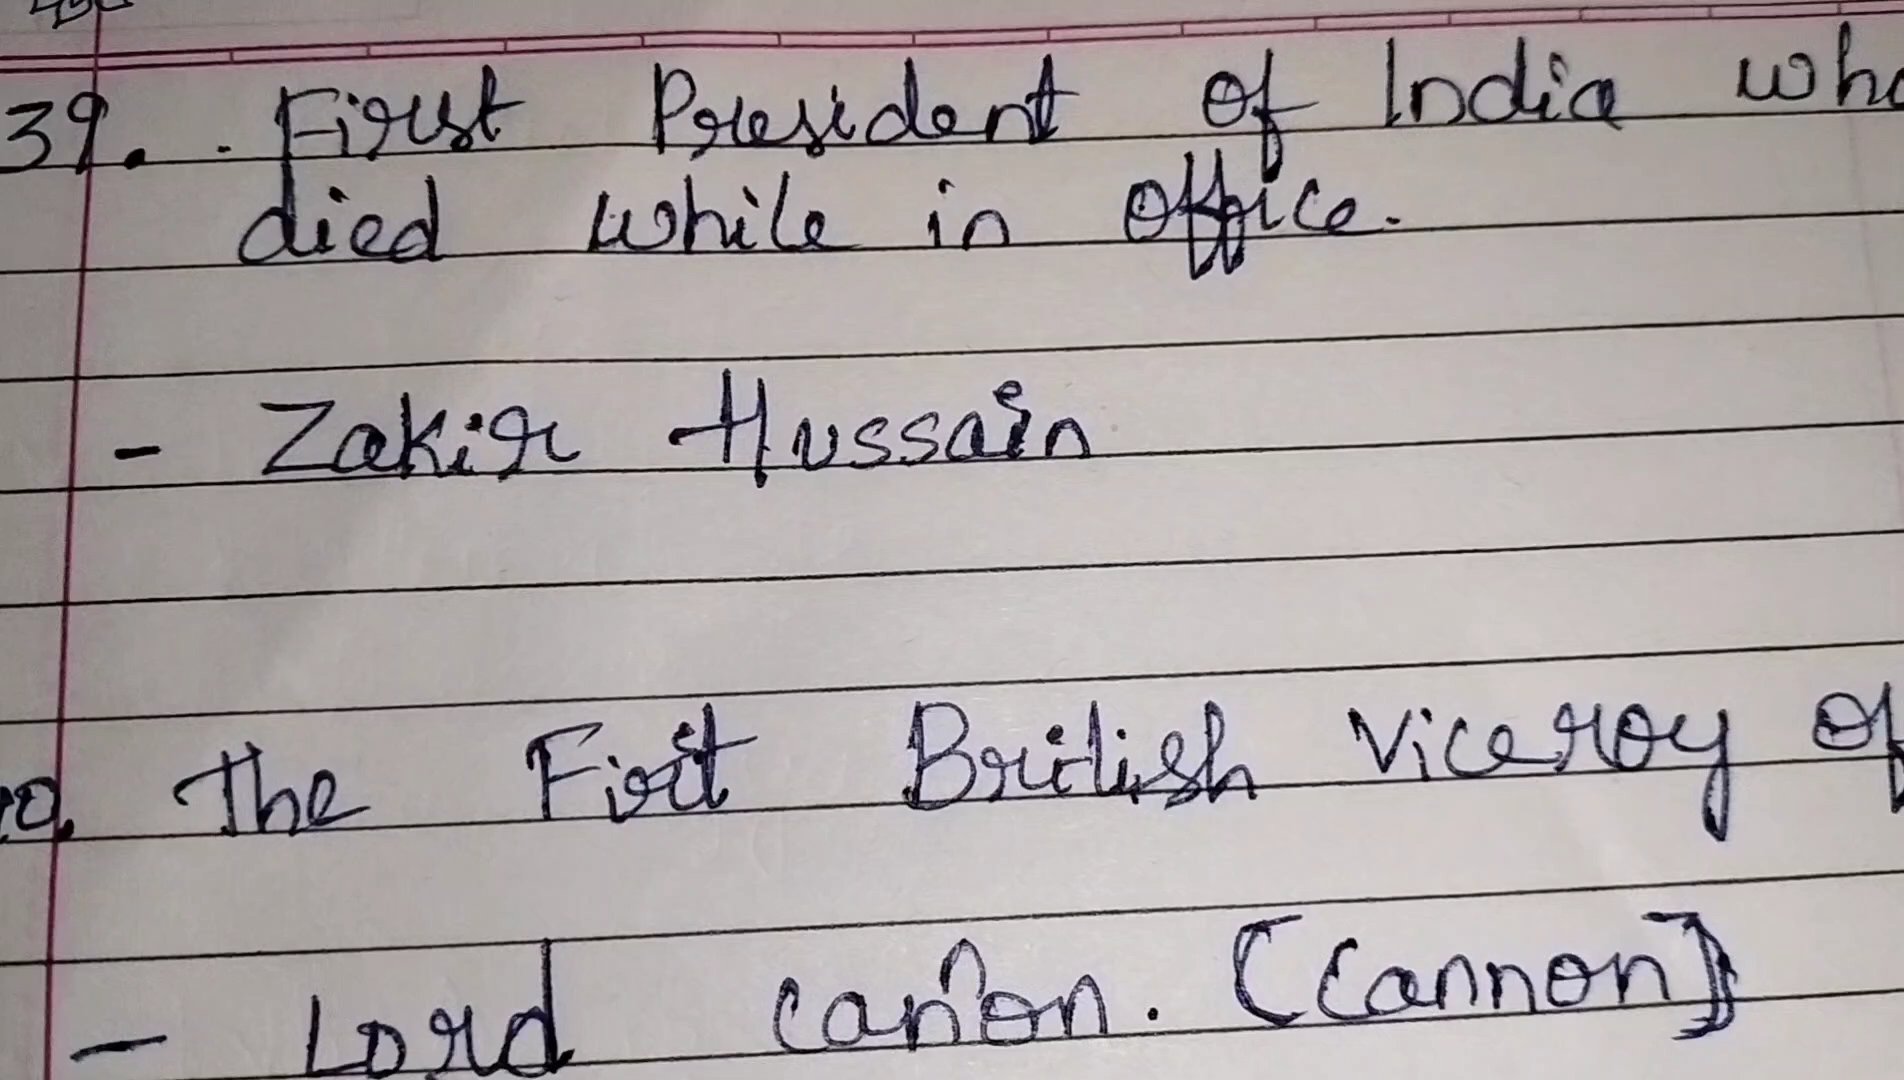 39. . First President of India who
died while in office.
- Zakir Hussain
The First British Viceroy of
- Lord canon. [Cannon]